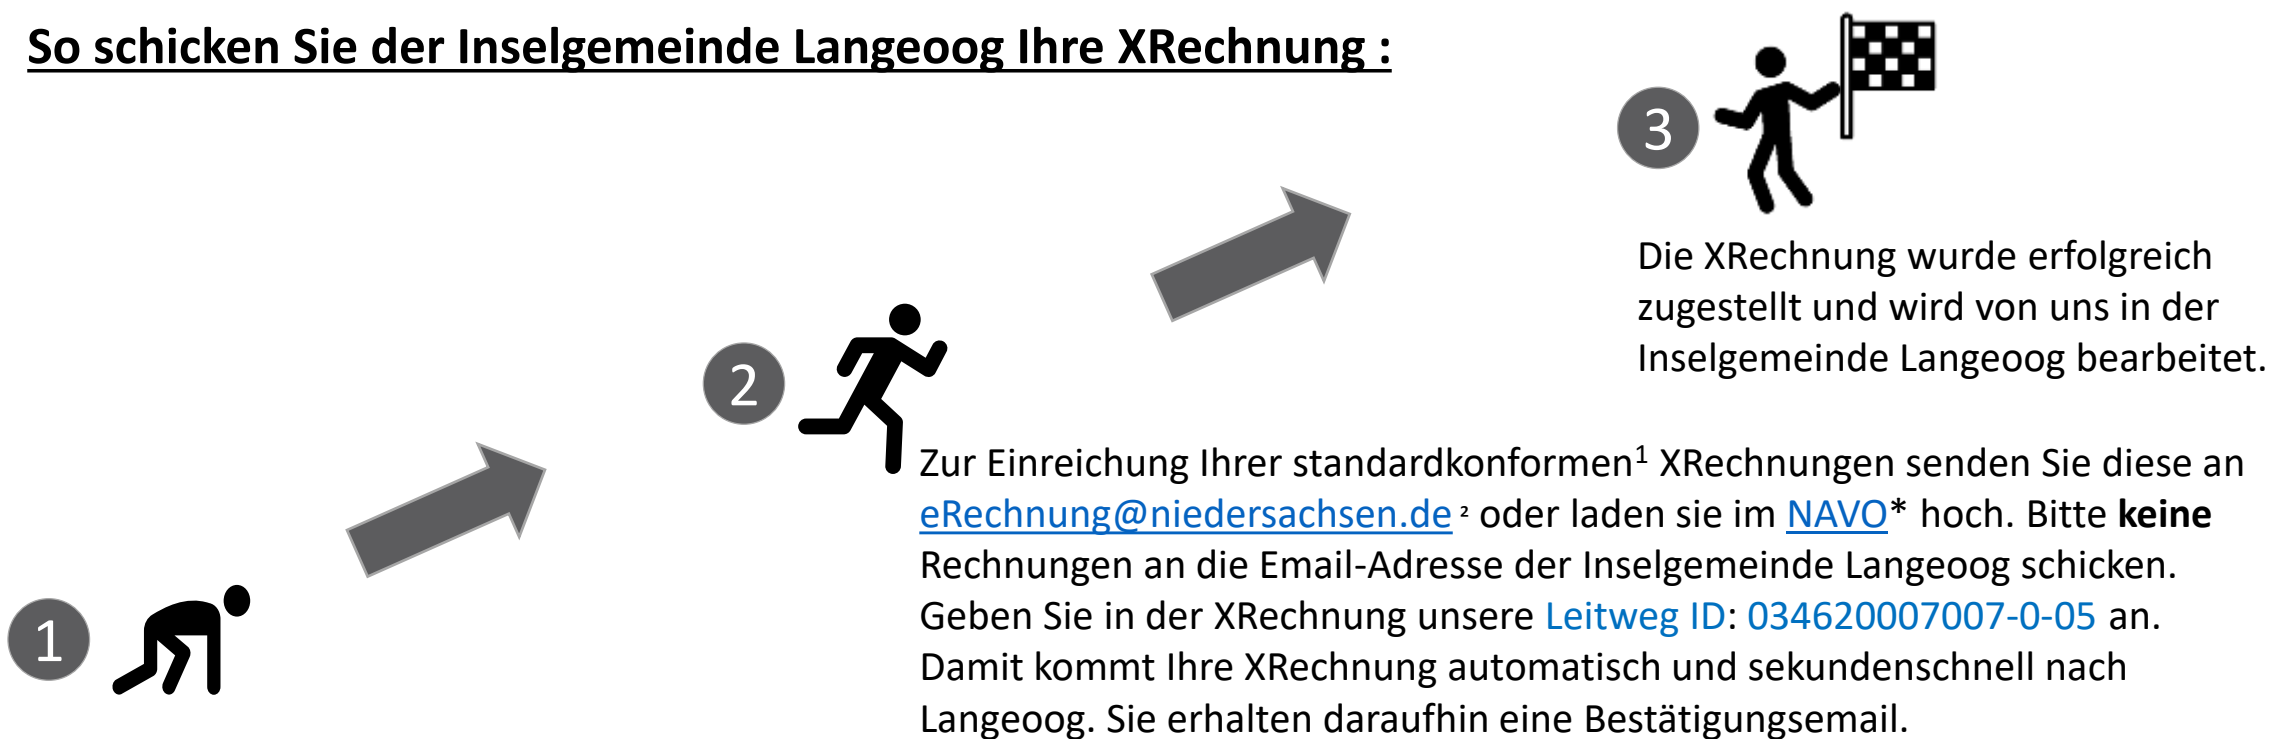 So schicken Sie der Inselgemeinde Langeoog Ihre XRechnung :
3
Die XRechnung wurde erfolgreich
zugestellt und wird von uns in der
Inselgemeinde Langeoog bearbeitet.
2
Zur Einreichung Ihrer standardkonformen¹ XRechnungen senden Sie diese an
eRechnung@niedersachsen.de ² oder laden sie im NAVO* hoch. Bitte keine
Rechnungen an die Email-Adresse der Inselgemeinde Langeoog schicken.
Geben Sie in der XRechnung unsere Leitweg ID: 034620007007-0-05 an.
Damit kommt Ihre XRechnung automatisch und sekundenschnell nach
Langeoog. Sie erhalten daraufhin eine Bestätigungsemail.
1